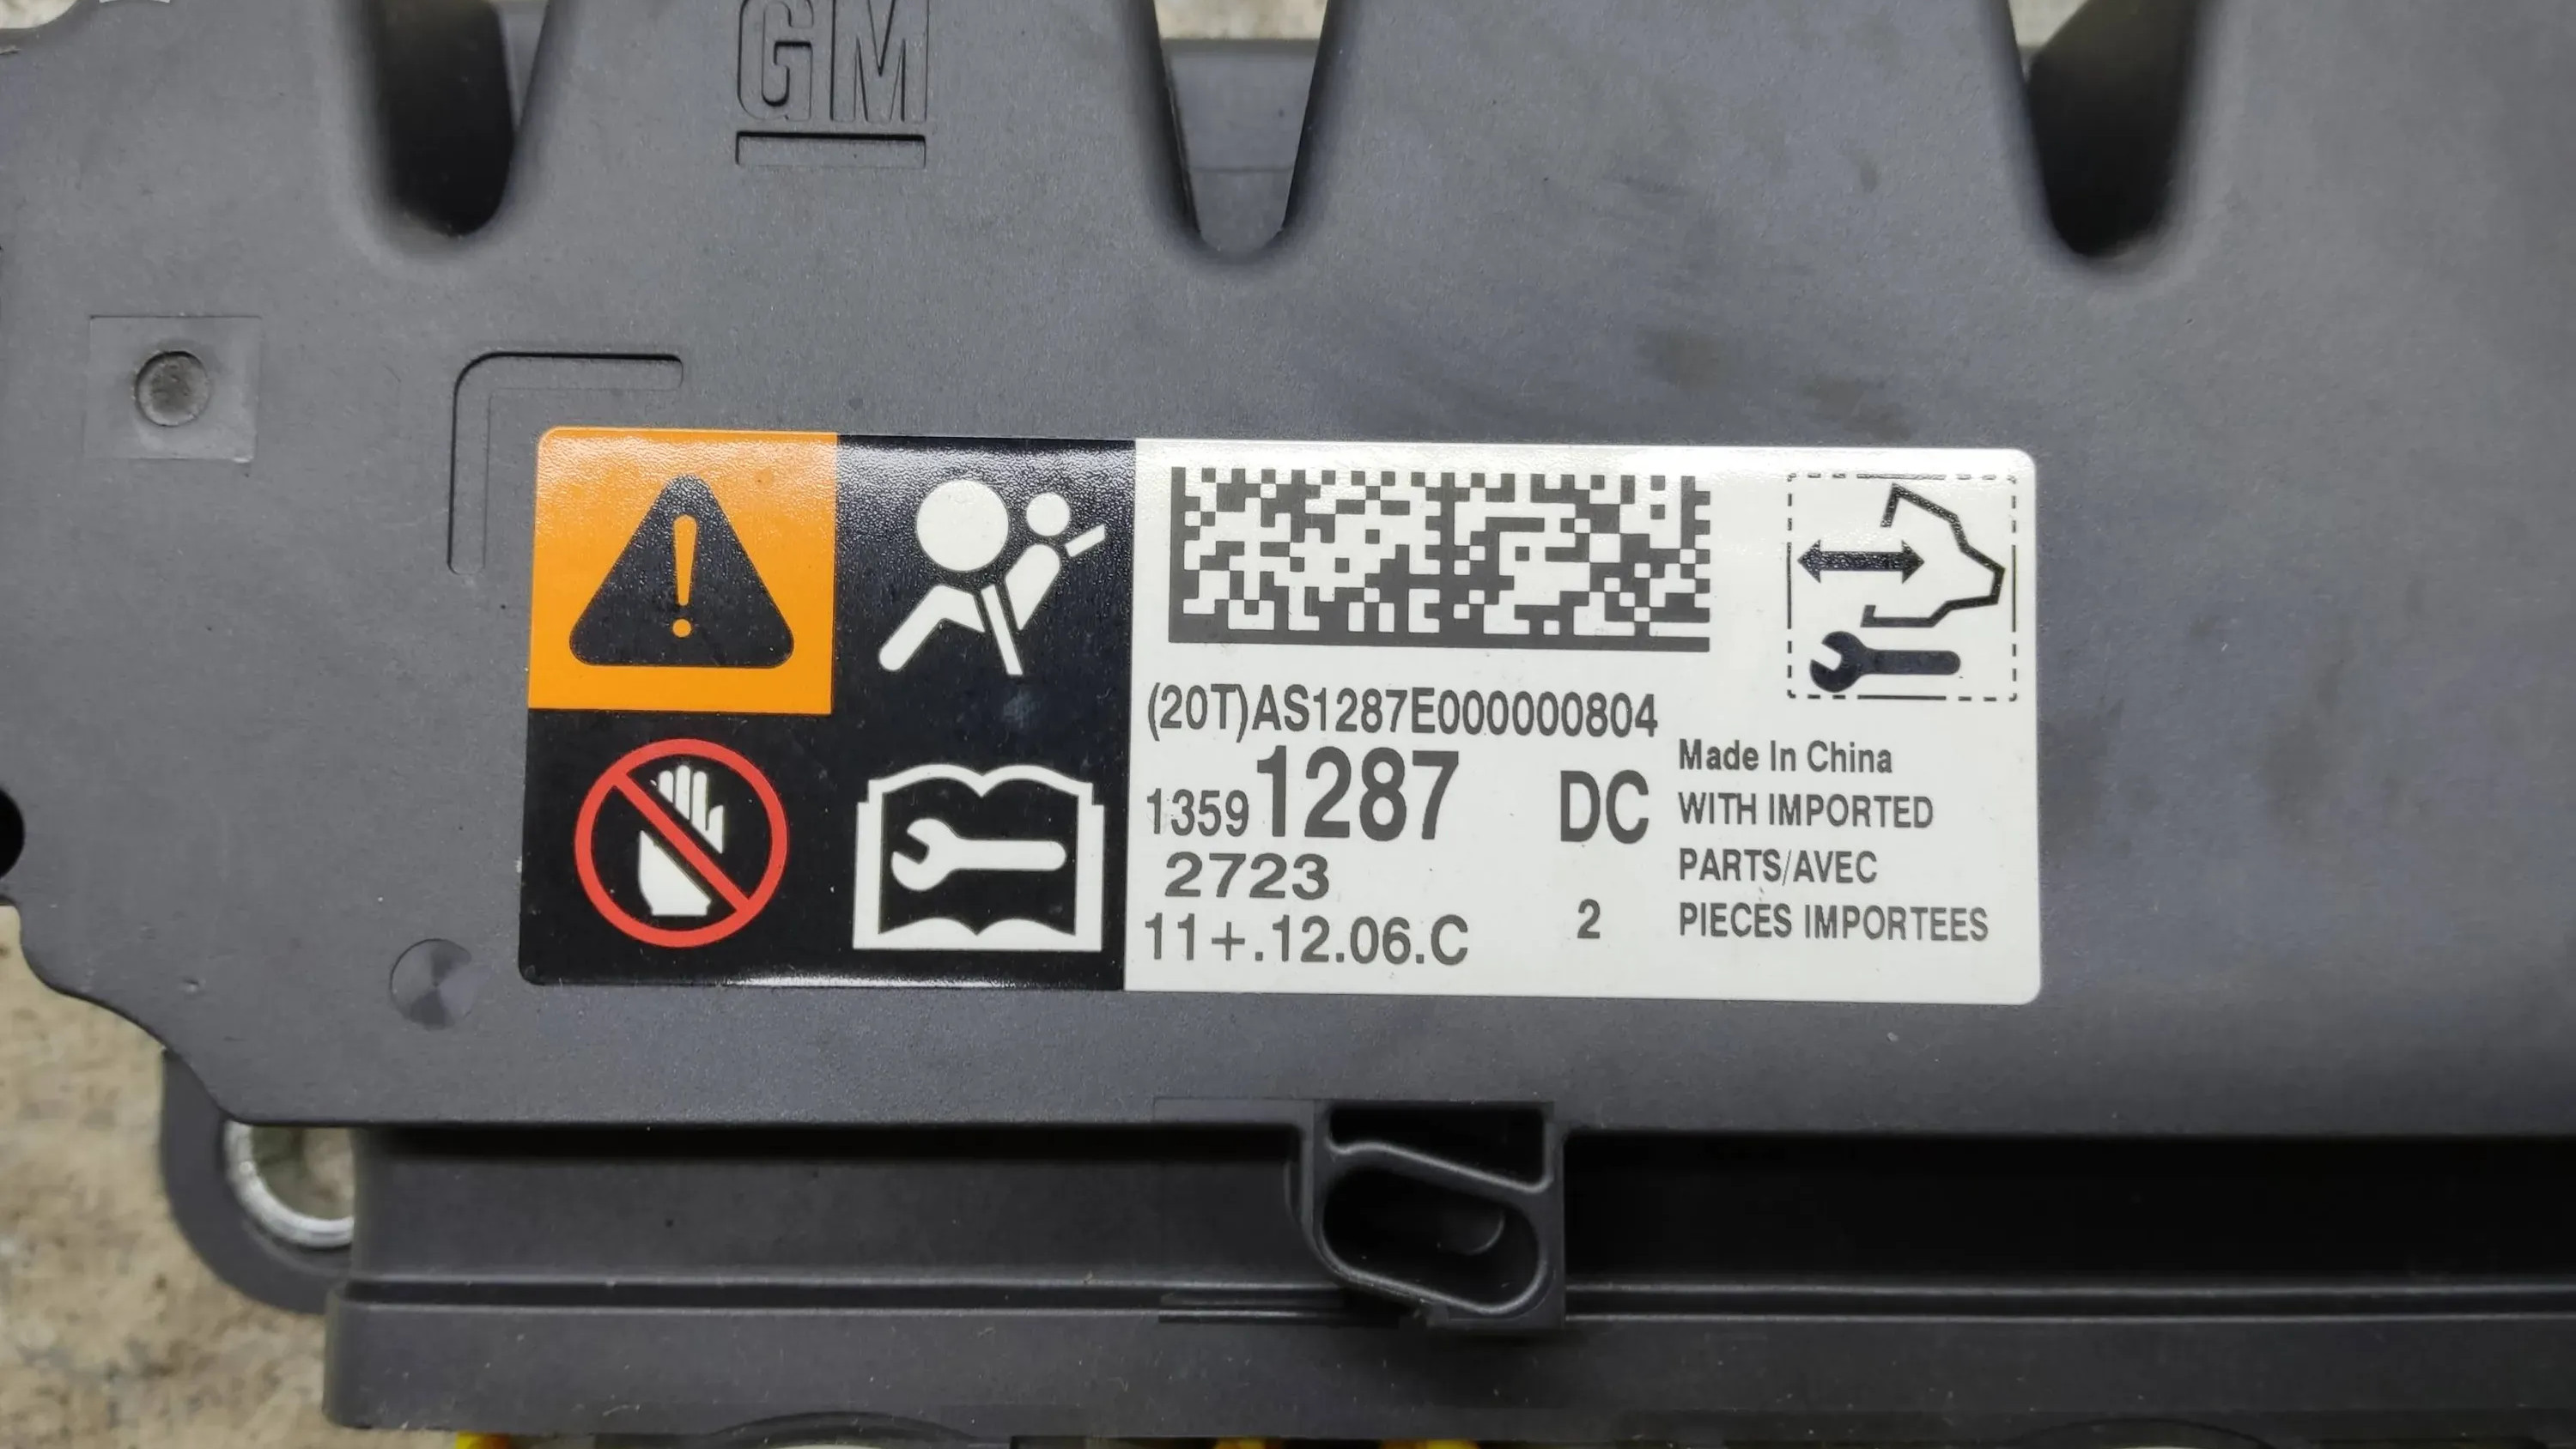 GM
(20T)AS1287E000000804
13591287 DC
2723
11+.12.06.C 2
Made In China
WITH IMPORTED
PARTS/AVEC
PIECES IMPORTEES